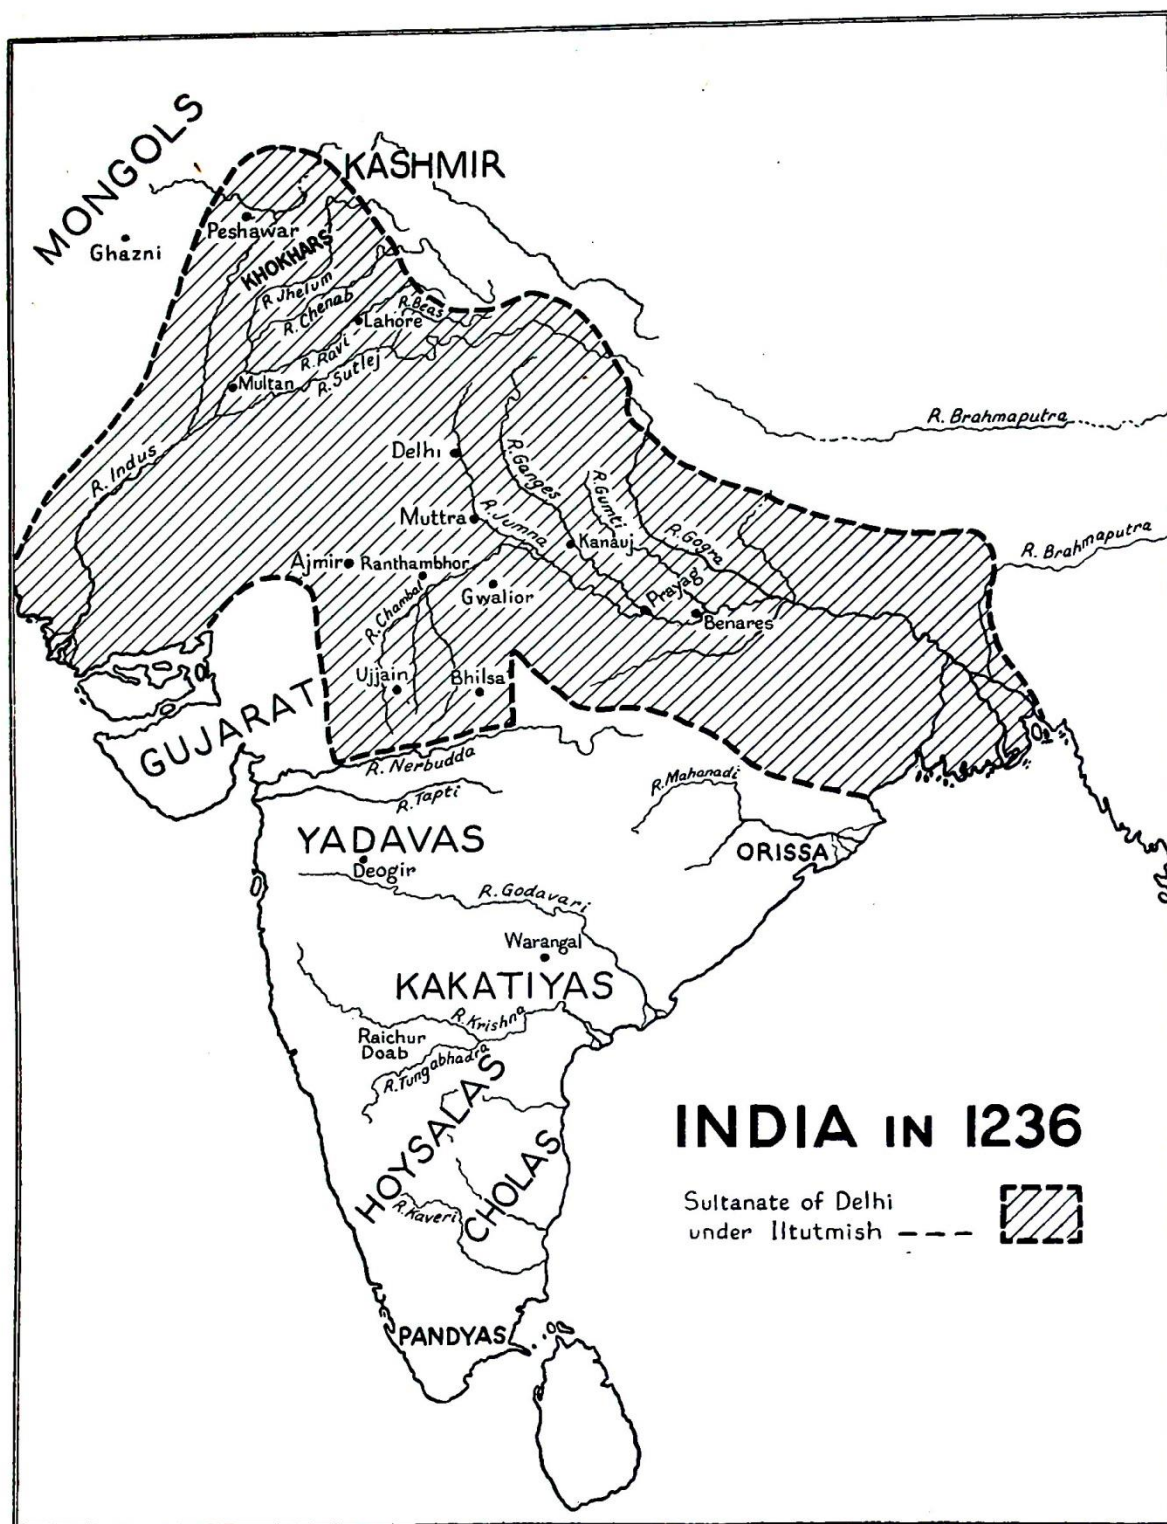 MONGOLS
KASHMIR
Peshawar
Ghazni
KHOKHARS
R. Jhelum
R. Chenab
R. Beas
Lahore
R. Ravi
Multan
R. Sutlej
R. Brahmaputra
Delhi
R. Indus
R. Ganges
R. Gumti
Muttra
R. Jumna
Kanauj
R. Gogra
R. Brahmaputra
Ajmir
Ranthambhor
Gwalior
Prayag
R. Chambal
Benares
Ujjain
Bhilsa
GUJARAT
R. Nerbudda
R. Mahanadi
R. Tapti
YADAVAS
Deogir
ORISSA
R. Godavari
Warangal
KAKATIYAS
R. Krishna
Raichur
Doab
R. Tungabhadra
HOYSALAS
CHOLAS
R. Kaveri
PANDYAS
INDIA IN 1236
Sultanate of Delhi
under Iltutmish